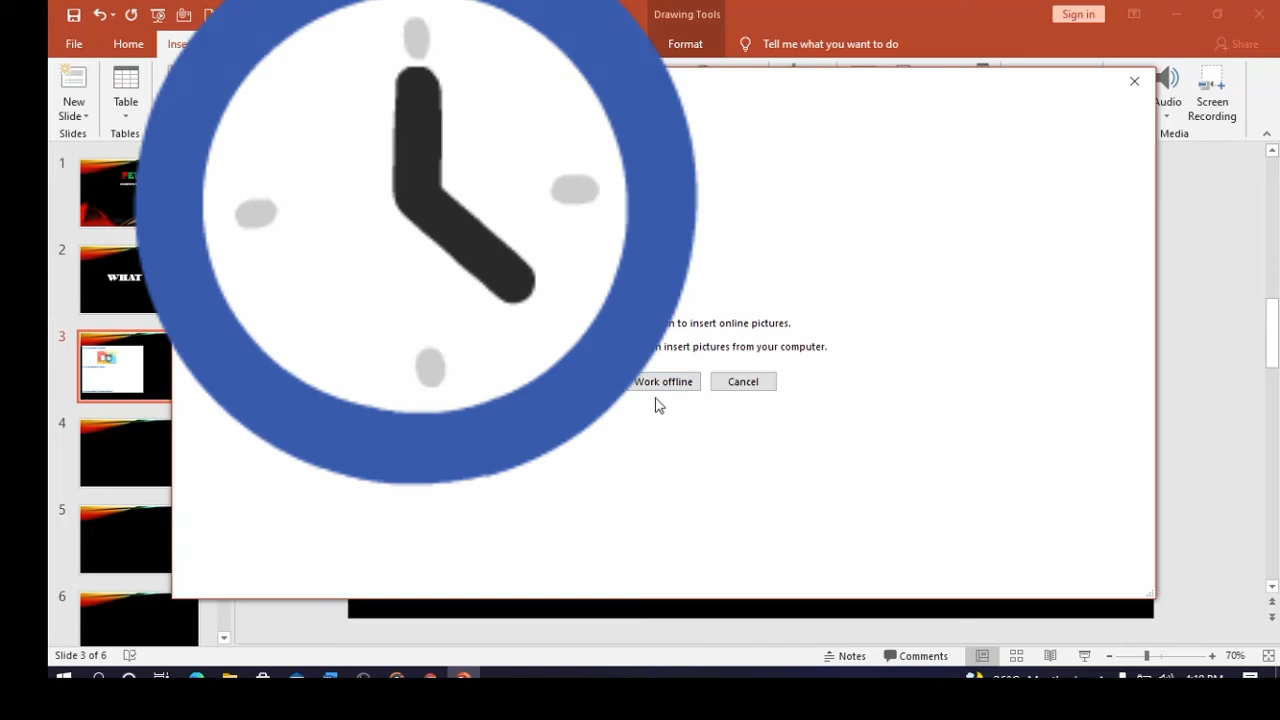 Drawing Tools
Sign in
File
Home
Format
Tell me what you want to do
Share
New
Slide
Table
Audio
Screen
Recording
Slides
Tables
Media
1
2
WHAT
3
to insert online pictures.
insert pictures from your computer.
Work offline
Cancel
4
5
6
Slide 3 of 6
Notes
Comments
70%